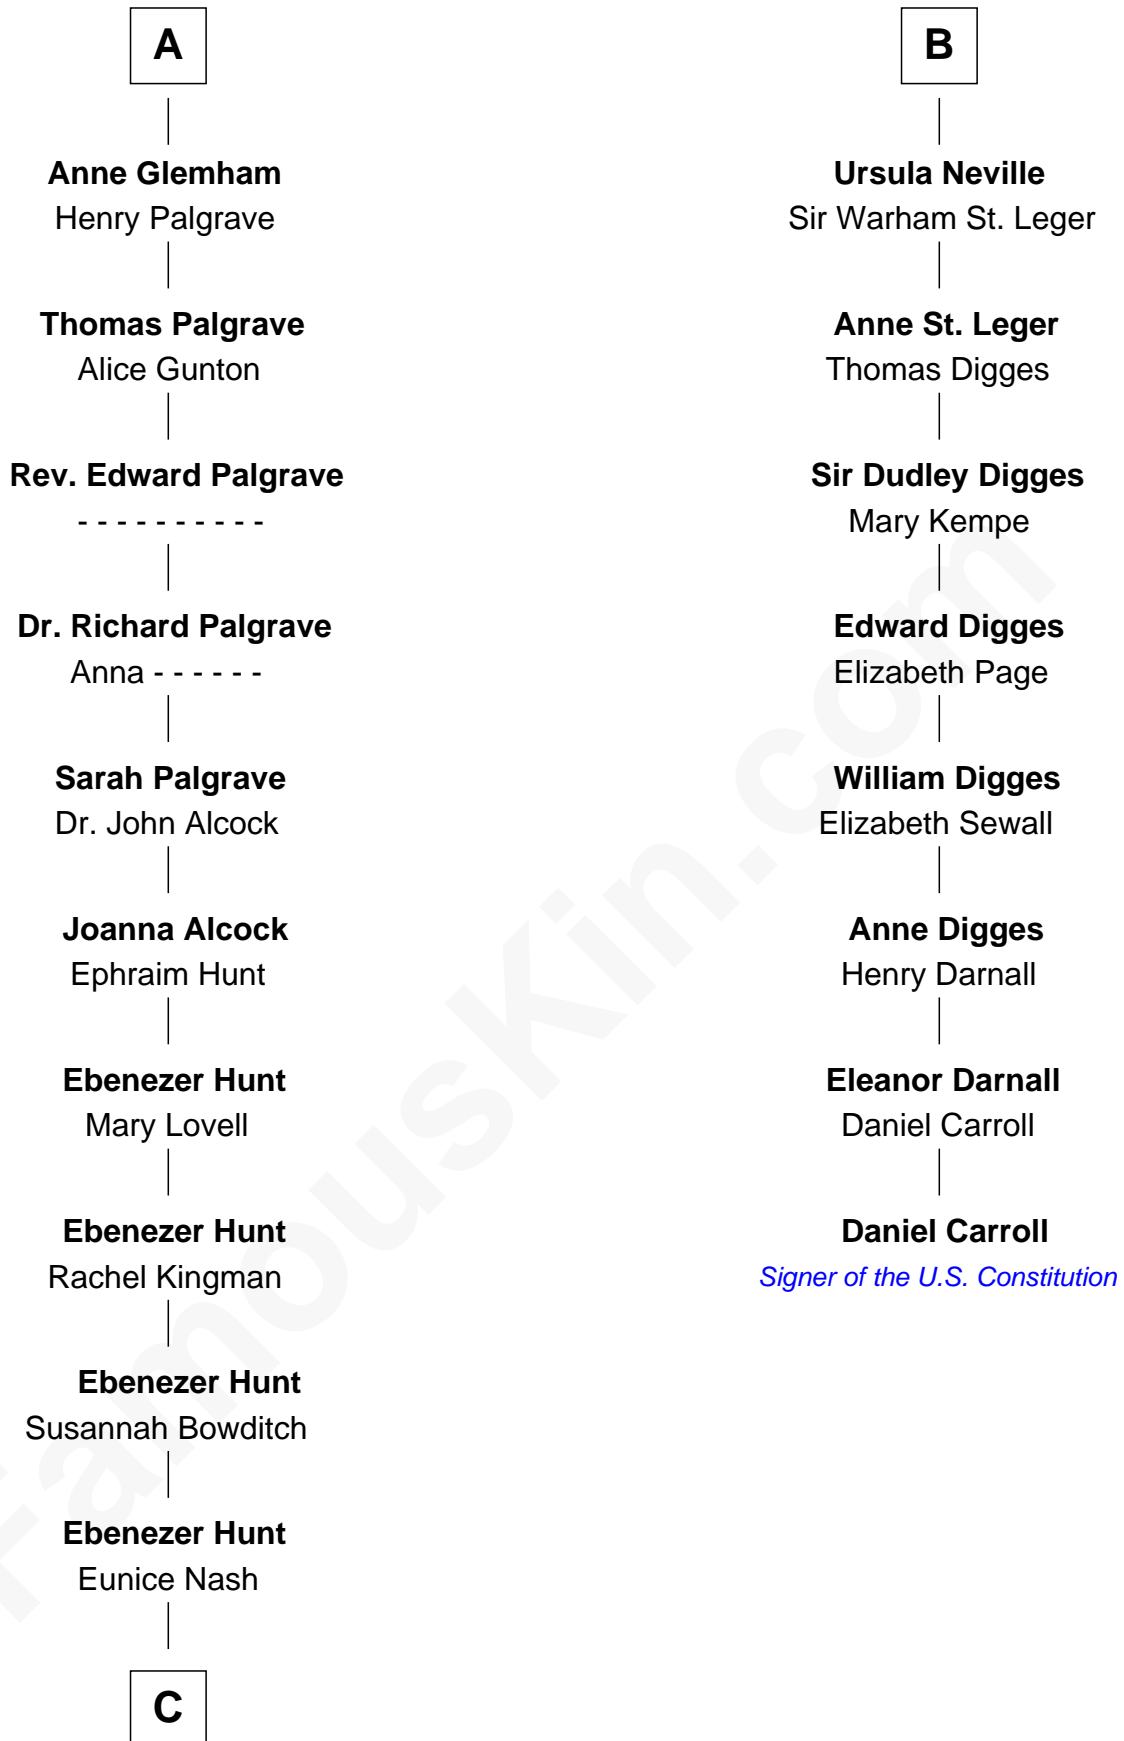 A
Anne Glemham
Henry Palgrave
Thomas Palgrave
Alice Gunton
Rev. Edward Palgrave
- - - - - - - - - -
Dr. Richard Palgrave
Anna - - - - - -
Sarah Palgrave
Dr. John Alcock
Joanna Alcock
Ephraim Hunt
Ebenezer Hunt
Mary Lovell
Ebenezer Hunt
Rachel Kingman
Ebenezer Hunt
Susannah Bowditch
Ebenezer Hunt
Eunice Nash
C
B
Ursula Neville
Sir Warham St. Leger
Anne St. Leger
Thomas Digges
Sir Dudley Digges
Mary Kempe
Edward Digges
Elizabeth Page
William Digges
Elizabeth Sewall
Anne Digges
Henry Darnall
Eleanor Darnall
Daniel Carroll
Daniel Carroll
Signer of the U.S. Constitution
FamousKin.com